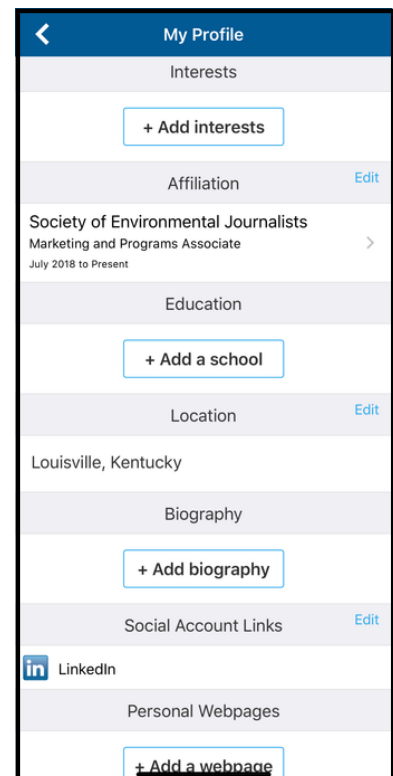 My Profile
Interests
+ Add interests
Affiliation
Edit
Society of Environmental Journalists
Marketing and Programs Associate
July 2018 to Present
Education
+ Add a school
Location
Edit
Louisville, Kentucky
Biography
+ Add biography
Social Account Links
Edit
in LinkedIn
Personal Webpages
+ Add a webpage